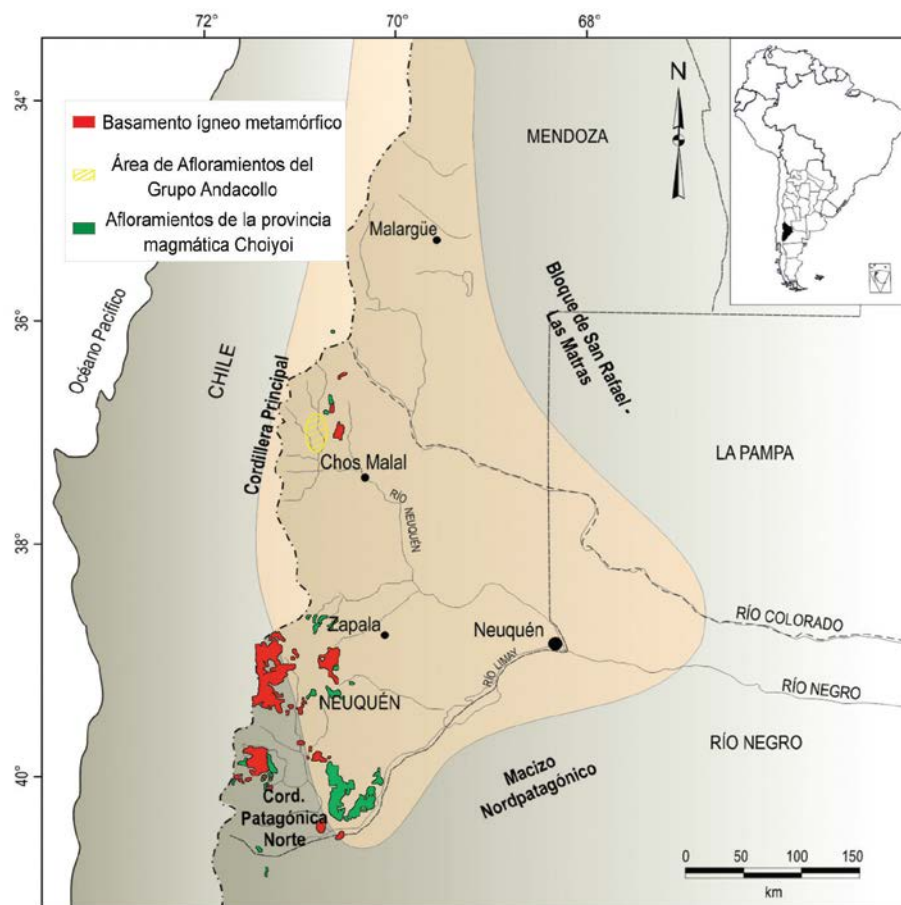 72°
70°
68°
34°
36°
38°
40°
Basamento ígneo metamórfico
Área de Afloramientos del
Grupo Andacollo
Afloramientos de la provincia
magmática Choiyoi
N
MENDOZA
Malargüe
Océano Pacífico
CHILE
Cordillera Principal
Bloque de San Rafael -
Las Matras
LA PAMPA
Chos Malal
RÍO
NEUQUÉN
Zapala
Neuquén
RÍO COLORADO
RÍO LIMAY
RÍO NEGRO
NEUQUÉN
RÍO NEGRO
Macizo
Nordpatagónico
Cord.
Patagónica
Norte
0 50 100 150
km